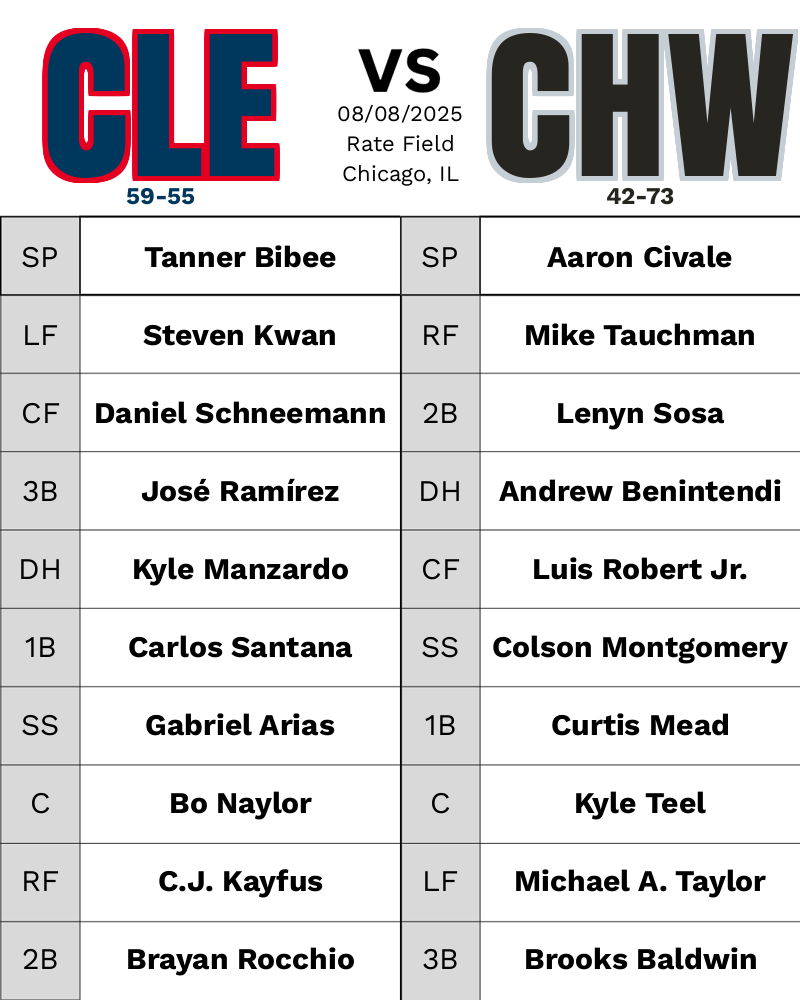 CLE VS CHW
08/08/2025
Rate Field
Chicago, IL
59-55 42-73
SP Tanner Bibee SP Aaron Civale
LF Steven Kwan RF Mike Tauchman
CF Daniel Schneemann 2B Lenyn Sosa
3B José Ramírez DH Andrew Benintendi
DH Kyle Manzardo CF Luis Robert Jr.
1B Carlos Santana SS Colson Montgomery
SS Gabriel Arias 1B Curtis Mead
C Bo Naylor C Kyle Teel
RF C.J. Kayfus LF Michael A. Taylor
2B Brayan Rocchio 3B Brooks Baldwin